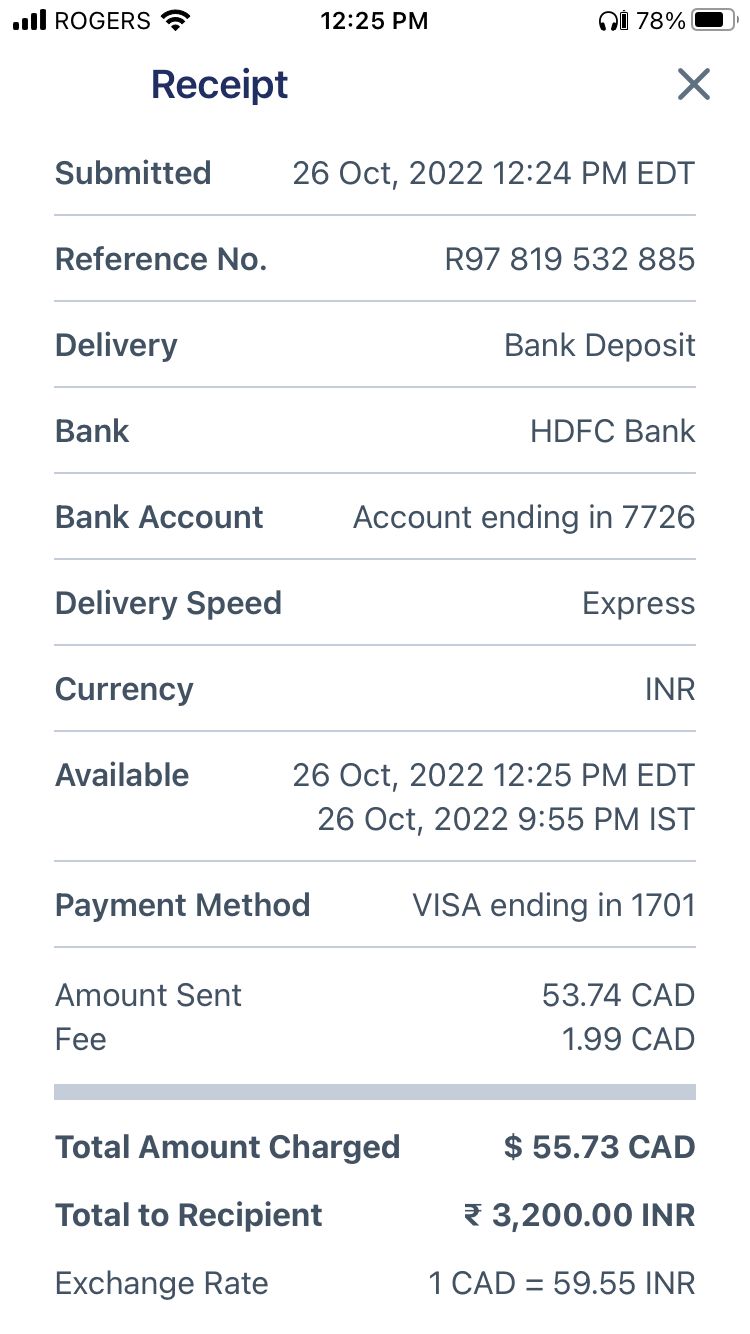 ROGERS 12:25 PM 78%
Receipt
Submitted 26 Oct, 2022 12:24 PM EDT
Reference No. R97 819 532 885
Delivery Bank Deposit
Bank HDFC Bank
Bank Account Account ending in 7726
Delivery Speed Express
Currency INR
Available 26 Oct, 2022 12:25 PM EDT
26 Oct, 2022 9:55 PM IST
Payment Method VISA ending in 1701
Amount Sent 53.74 CAD
Fee 1.99 CAD
Total Amount Charged $ 55.73 CAD
Total to Recipient ₹ 3,200.00 INR
Exchange Rate 1 CAD = 59.55 INR